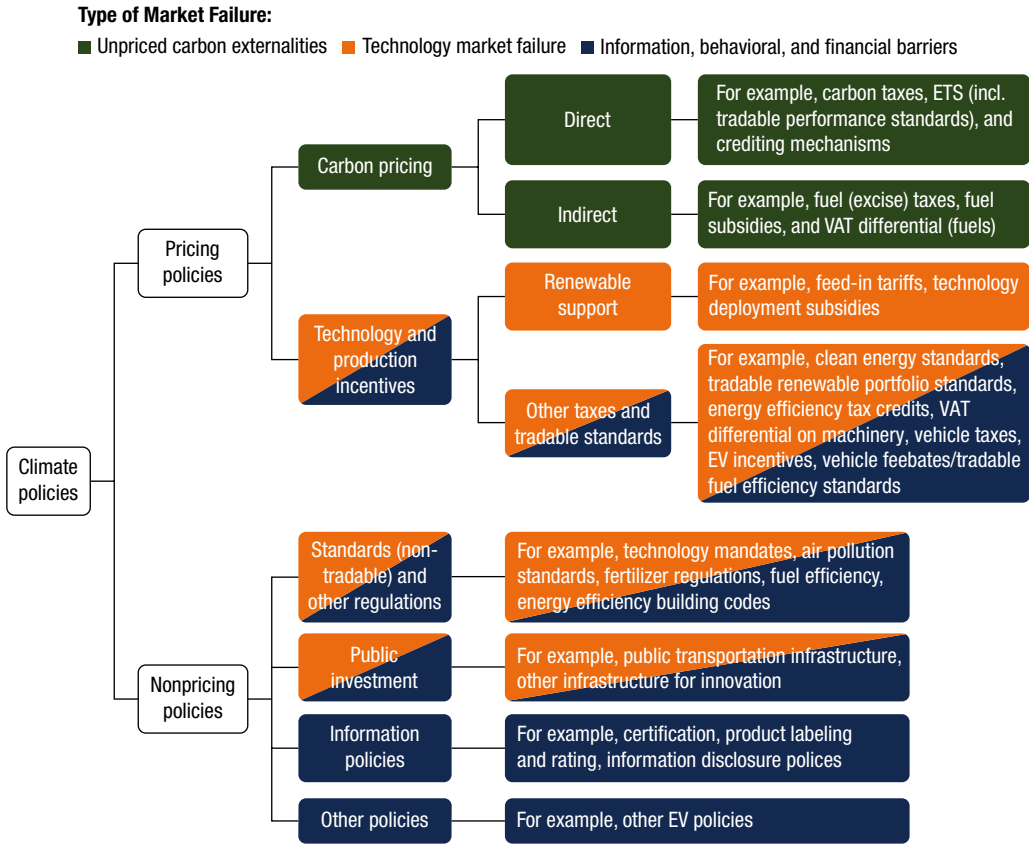 Type of Market Failure:
Unpriced carbon externalities
Technology market failure
Information, behavioral, and financial barriers
Climate
policies
Pricing
policies
Carbon pricing
Direct
For example, carbon taxes, ETS (incl.
tradable performance standards), and
crediting mechanisms
Indirect
For example, fuel (excise) taxes, fuel
subsidies, and VAT differential (fuels)
Technology and
production
incentives
Renewable
support
For example, feed-in tariffs, technology
deployment subsidies
Other taxes and
tradable standards
For example, clean energy standards,
tradable renewable portfolio standards,
energy efficiency tax credits, VAT
differential on machinery, vehicle taxes,
EV incentives, vehicle feebates/tradable
fuel efficiency standards
Nonpricing
policies
Standards (non-
tradable) and
other regulations
For example, technology mandates, air pollution
standards, fertilizer regulations, fuel efficiency,
energy efficiency building codes
Public
investment
For example, public transportation infrastructure,
other infrastructure for innovation
Information
policies
For example, certification, product labeling
and rating, information disclosure polices
Other policies
For example, other EV policies